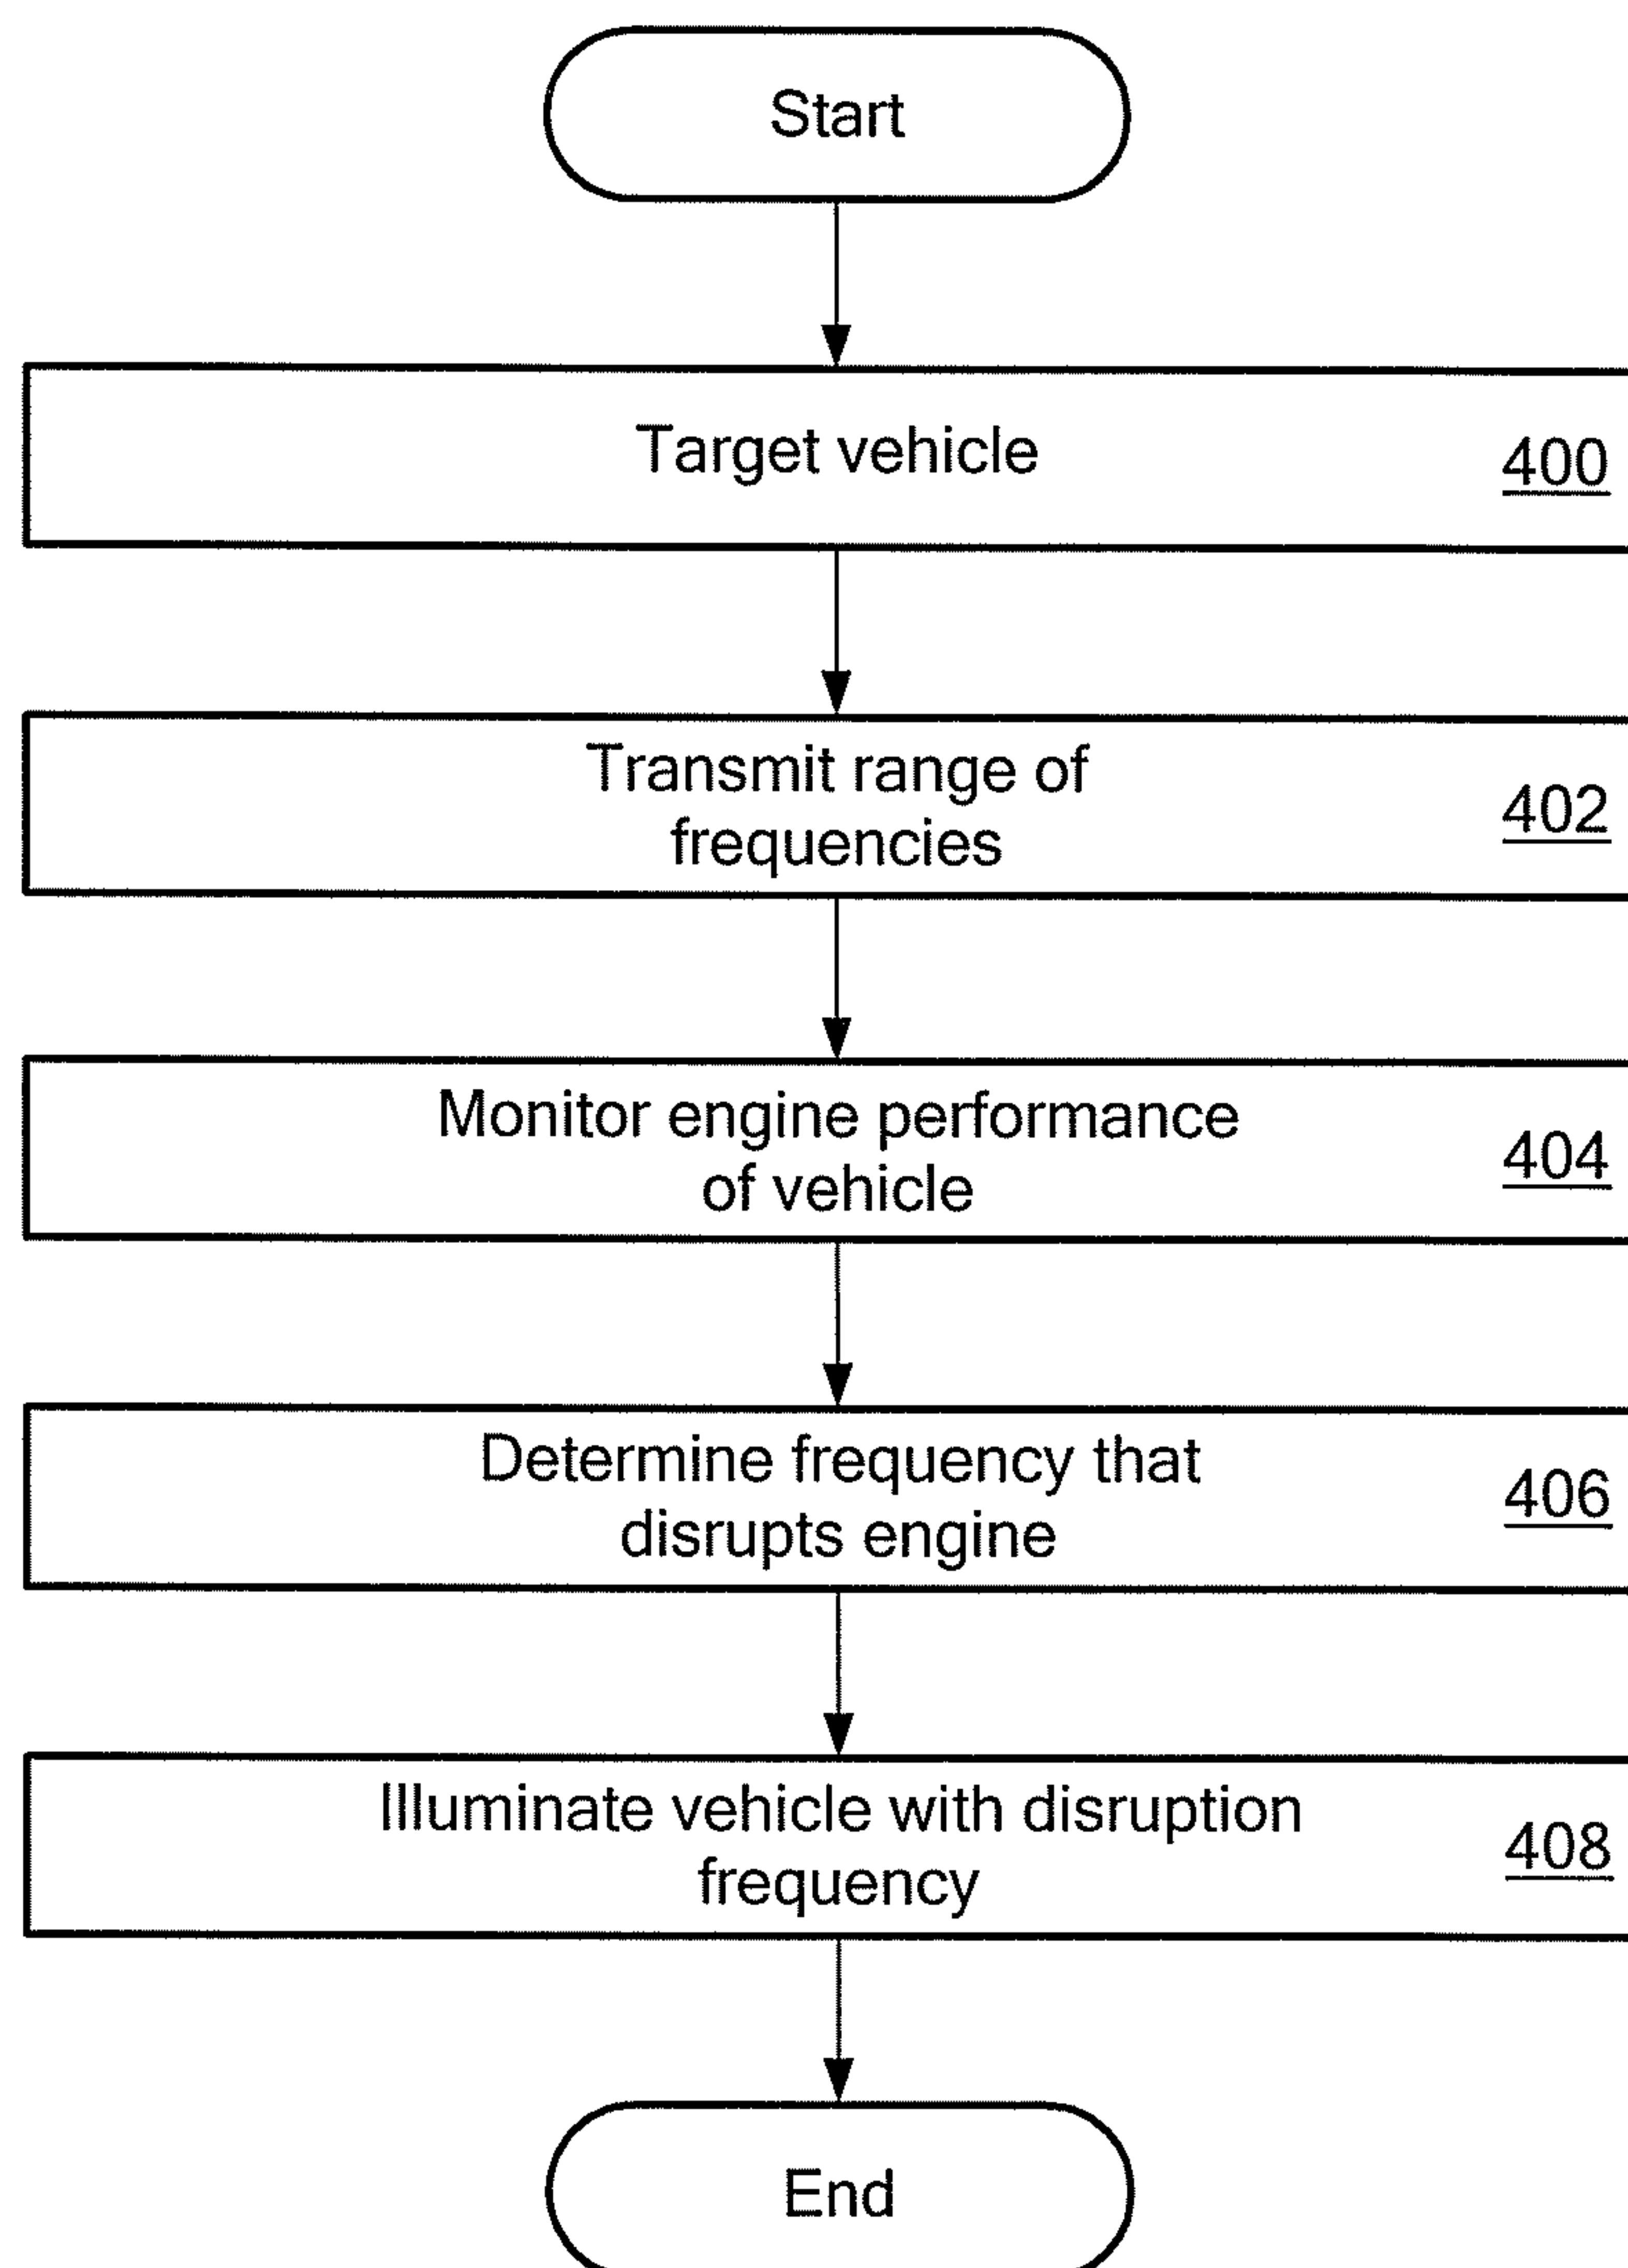 Start
Target vehicle
400
Transmit range of
frequencies
402
Monitor engine performance
of vehicle
404
Determine frequency that
disrupts engine
406
Illuminate vehicle with disruption
frequency
408
End